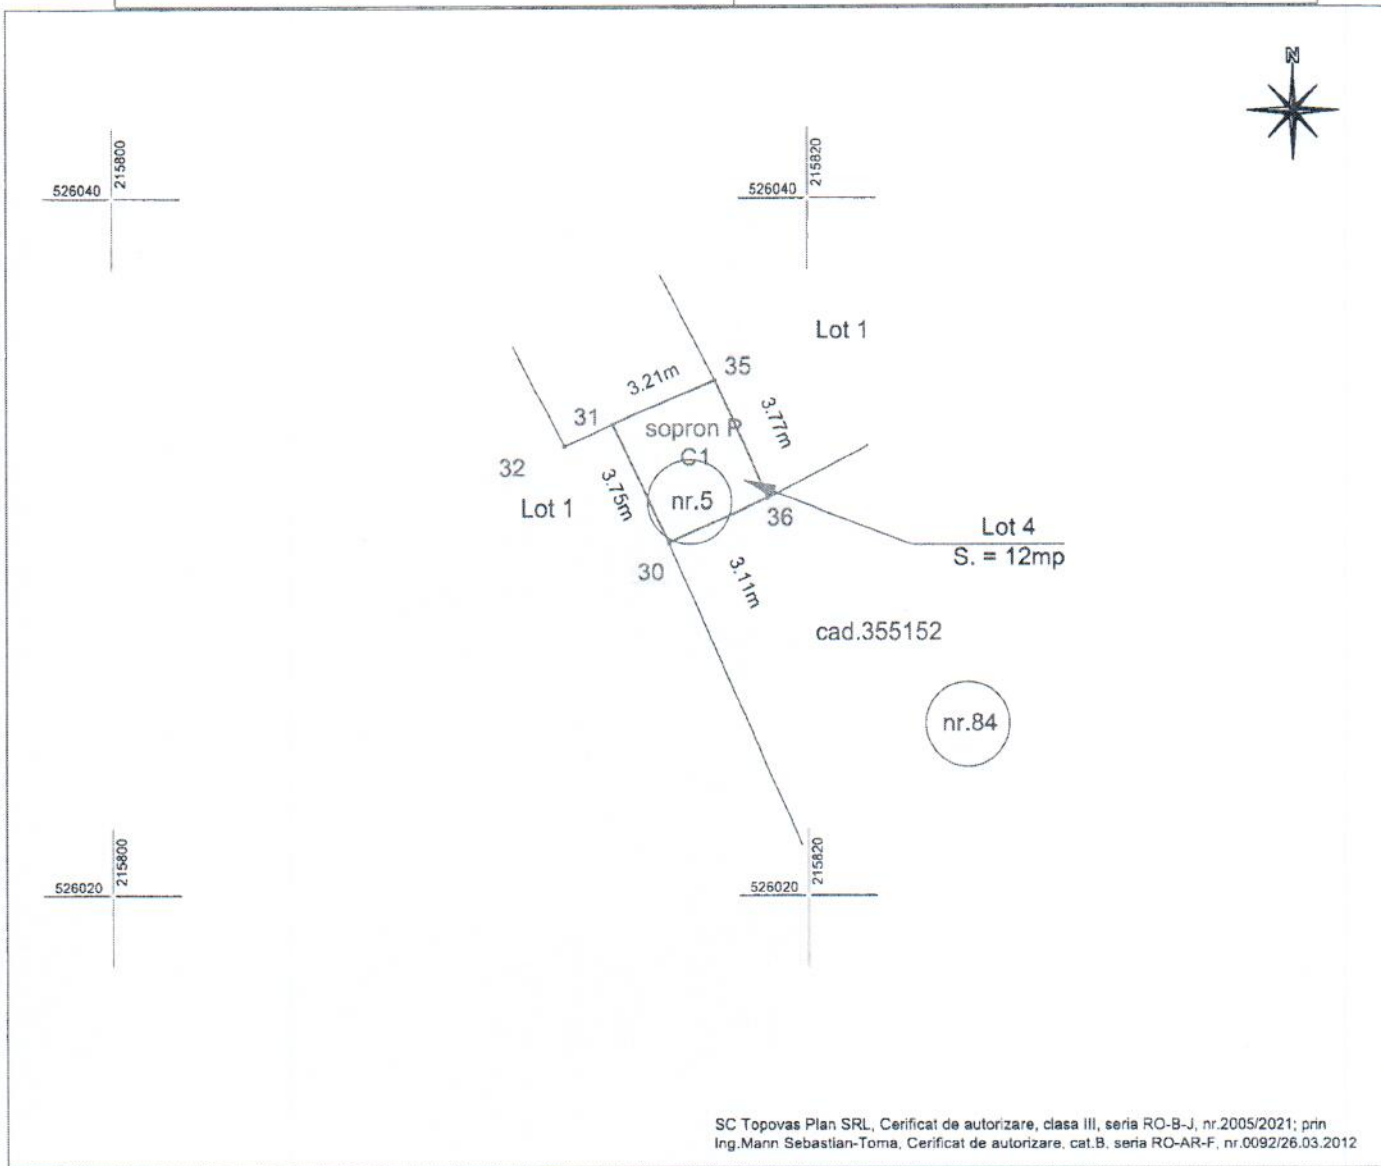 N
215800
526040
215820
526040
Lot 1
35
3.21m
31
3.77m
sopron P
C1
32
3.75m
Lot 1
nr.5
36
Lot 4
S. = 12mp
30
3.11m
cad.355152
nr.84
215800
526020
215820
526020
SC Topovas Plan SRL, Cerificat de autorizare, clasa III, seria RO-B-J, nr.2005/2021; prin
Ing.Mann Sebastian-Toma, Cerificat de autorizare, cat.B, seria RO-AR-F, nr.0092/26.03.2012